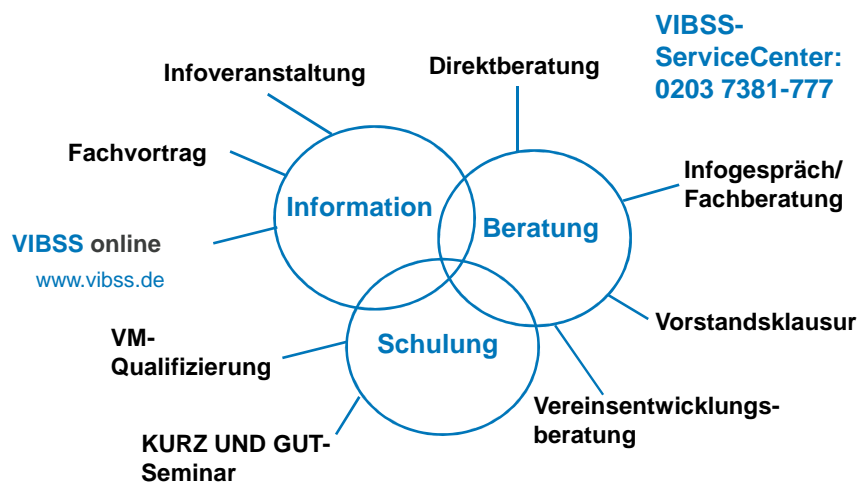 VIBSS-
ServiceCenter:
0203 7381-777
Infoveranstaltung
Direktberatung
Fachvortrag
Infogespräch/
Fachberatung
Information
Beratung
VIBSS online
www.vibss.de
Vorstandsklausur
VM-
Qualifizierung
Schulung
Vereinsentwicklungs-
beratung
KURZ UND GUT-
Seminar